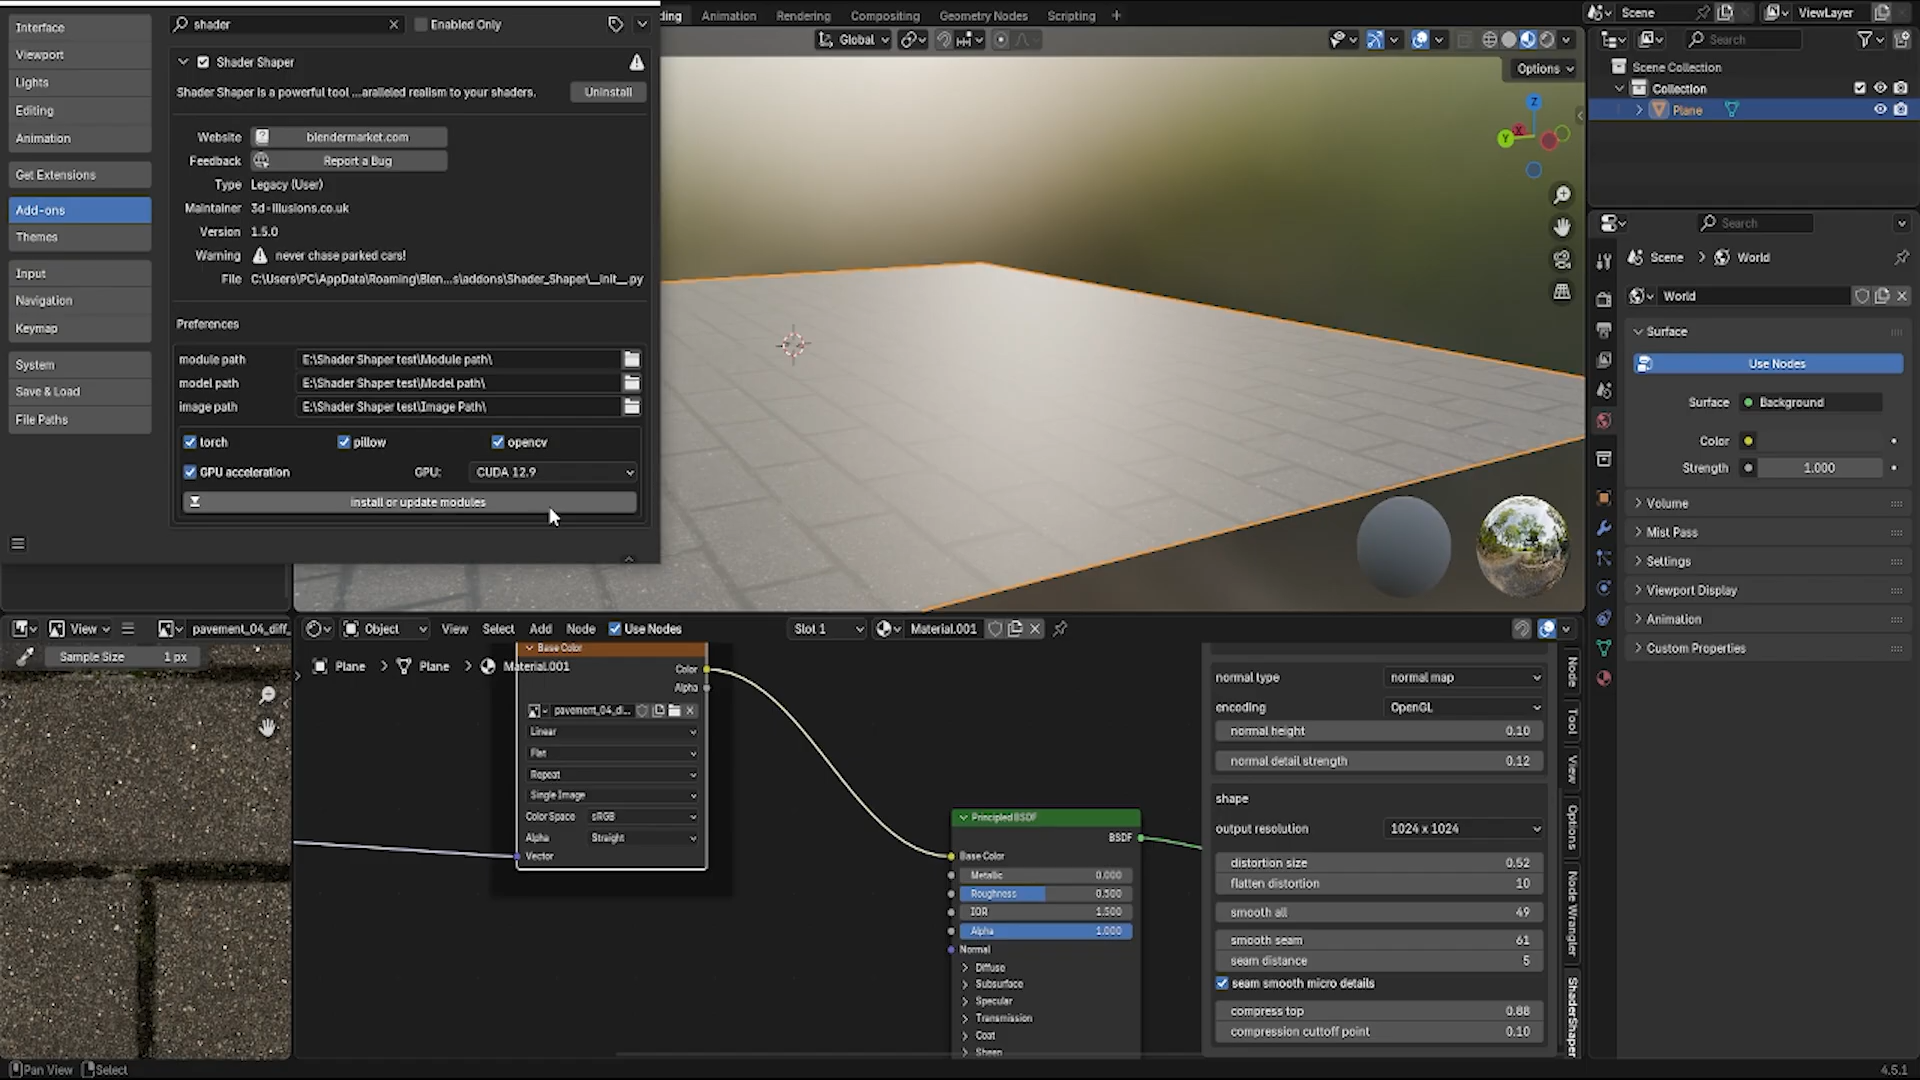 Interface
Viewport
Lights
Editing
Animation
Get Extensions
Add-ons
Themes
Input
Navigation
Keymap
System
Save & Load
File Paths
shader
Enabled Only
Shader Shaper
Shader Shaper is a powerful tool ...aralleled realism to your shaders.
Uninstall
Website blendermarket.com
Feedback Report a Bug
Type Legacy (User)
Maintainer 3d-illusions.co.uk
Version 1.5.0
Warning never chase parked cars!
File C:\Users\PC\AppData\Roaming\Blen...s\addons\Shader_Shaper\__init__.py
Preferences
module path E:\Shader Shaper test\Module path\
model path E:\Shader Shaper test\Model path\
image path E:\Shader Shaper test\Image Path\
torch pillow opencv
GPU acceleration GPU: CUDA 12.9
install or update modules
ding Animation Rendering Compositing Geometry Nodes Scripting +
Global
Options
Z
Y
X
Scene
ViewLayer
Search
Scene Collection
Collection
Plane
Search
Scene > World
World
Surface
Use Nodes
Surface Background
Color
Strength 1.000
Volume
Mist Pass
Settings
Viewport Display
Animation
Custom Properties
View
pavement_04_diff_
Sample Size 1 px
Object View Select Add Node Use Nodes
Slot 1
Material.001
Plane > Plane > Material.001
Base Color
Color
Alpha
pavement_04_di...
Linear
Flat
Repeat
Single Image
Color Space sRGB
Alpha Straight
Vector
Principled BSDF
BSDF
Base Color
Metallic 0.000
Roughness 0.500
IOR 1.500
Alpha 1.000
Normal
Diffuse
Subsurface
Specular
Transmission
Coat
Sheen
normal type normal map
encoding OpenGL
normal height 0.10
normal detail strength 0.12
shape
output resolution 1024 x 1024
distortion size 0.52
flatten distortion 10
smooth all 49
smooth seam 61
seam distance 5
seam smooth micro details
compress top 0.88
compression cuttoff point 0.10
Node
Tool
View
Options
Node Wrangler
ShaderShaper
Pan View Select
4.5.1